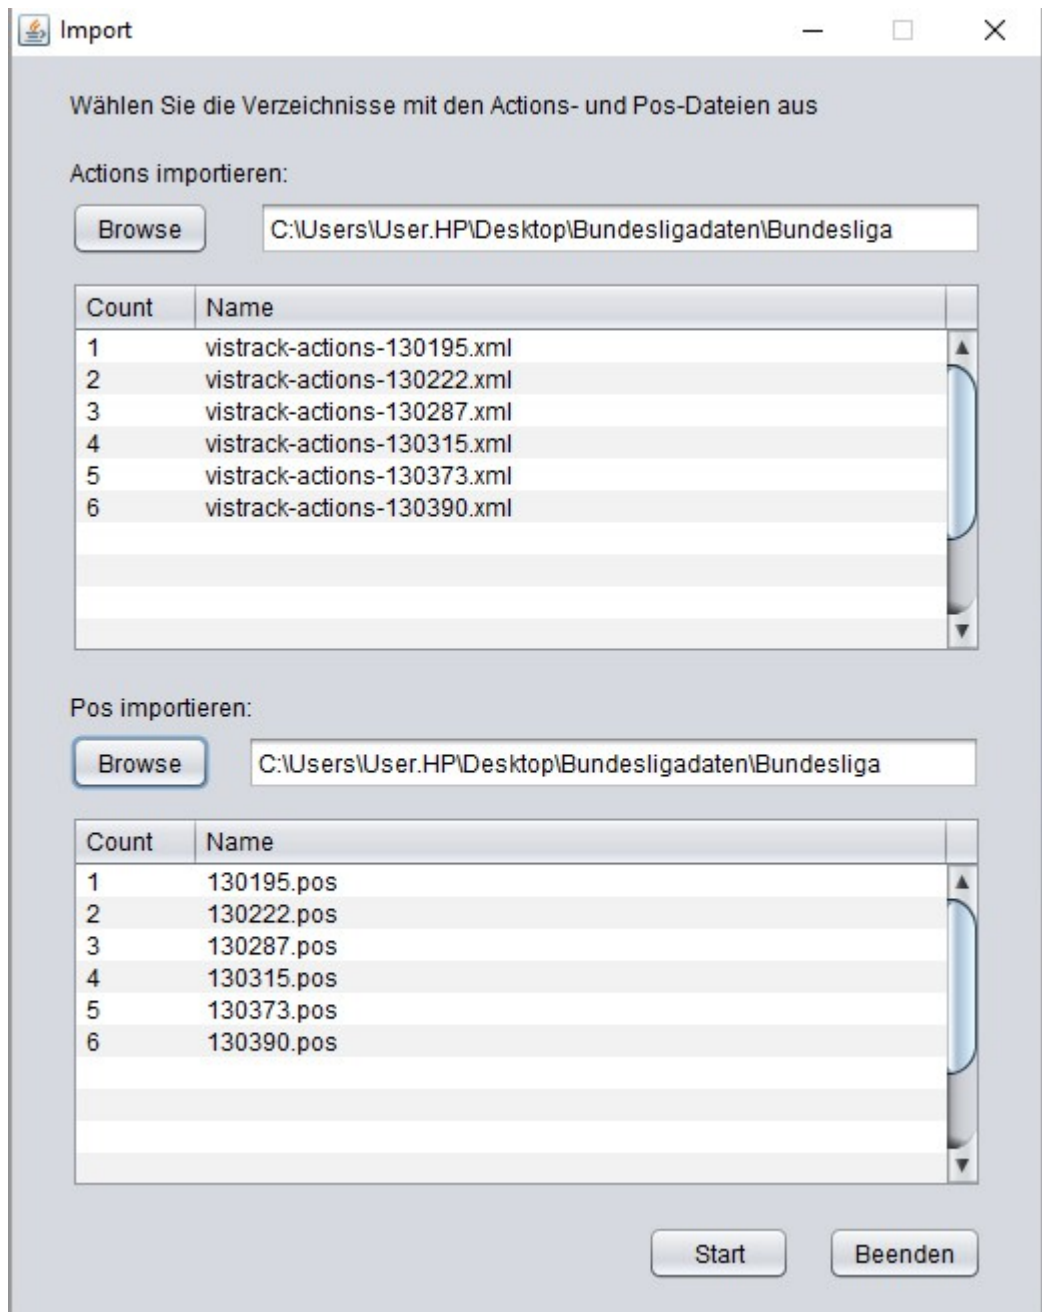 Import
Wählen Sie die Verzeichnisse mit den Actions- und Pos-Dateien aus
Actions importieren:
Browse C:\Users\User.HP\Desktop\Bundesligadaten\Bundesliga
Count Name
1 vistrack-actions-130195.xml
2 vistrack-actions-130222.xml
3 vistrack-actions-130287.xml
4 vistrack-actions-130315.xml
5 vistrack-actions-130373.xml
6 vistrack-actions-130390.xml
Pos importieren:
Browse C:\Users\User.HP\Desktop\Bundesligadaten\Bundesliga
Count Name
1 130195.pos
2 130222.pos
3 130287.pos
4 130315.pos
5 130373.pos
6 130390.pos
Start Beenden